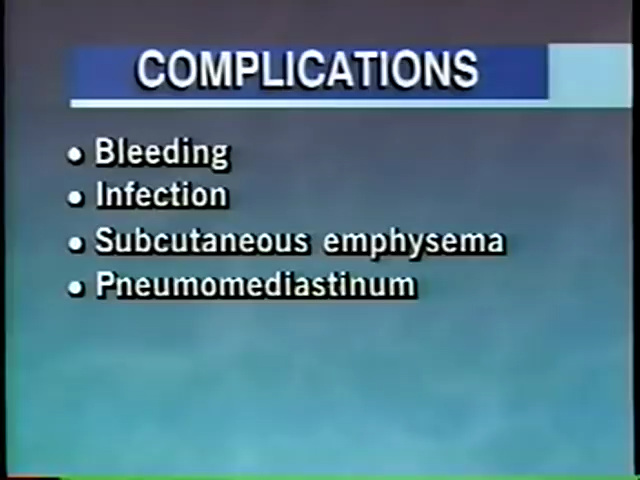 COMPLICATIONS
• Bleeding
• Infection
• Subcutaneous emphysema
• Pneumomediastinum